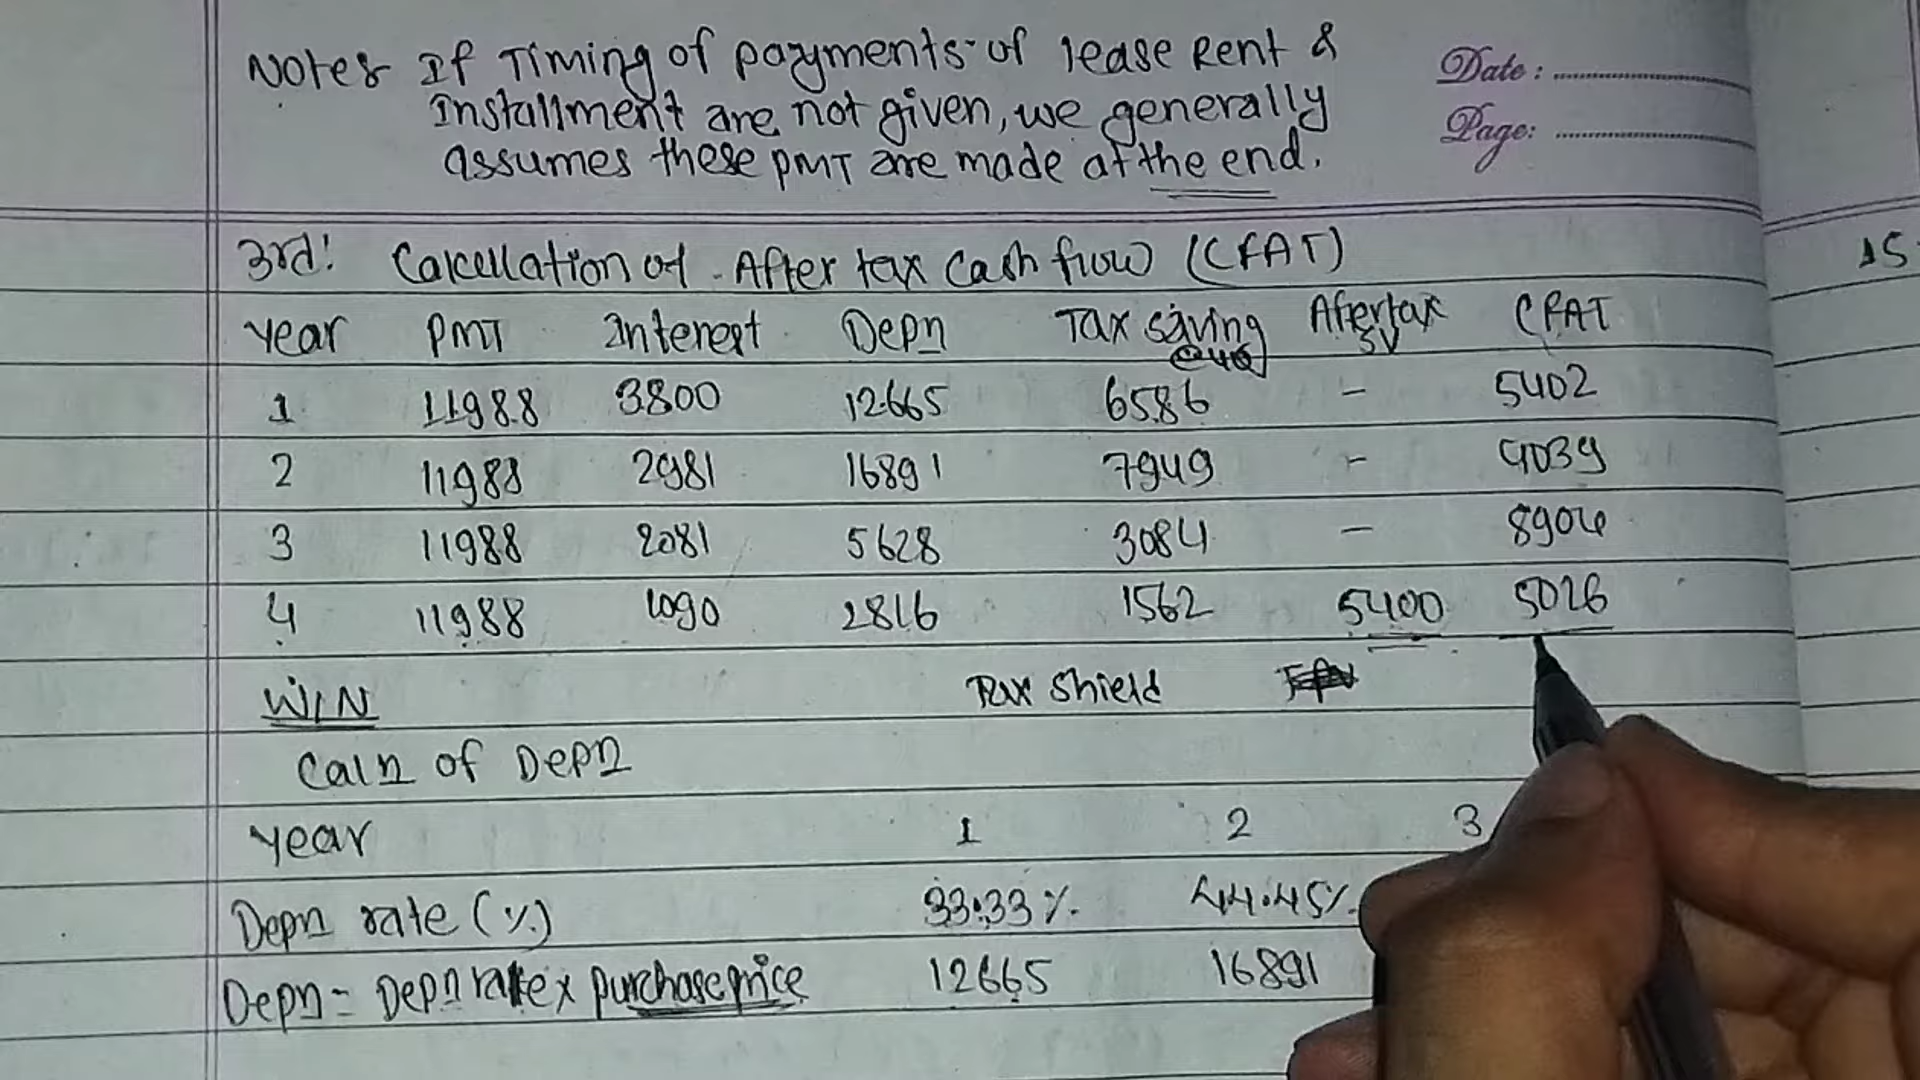 Notes If Timing of payments of lease Rent &
Installment are not given, we generally
assumes these PMT are made at the end.
Date :
Page:
3rd! Calcullation of After tax Cash flow (CFAT)
15
Year PMT Interest Depn Tax saving @40 Aftertax SV CFAT
1 11988 3800 12665 6586 - 5402
2 11988 2981 16891 7949 - 4039
3 11988 2081 5628 3084 - 8904
4 11988 1090 2816 1562 5400 5026
W/N Tax Shield
Caln of Depn
Year 1 2 3
Depn rate (%) 33.33% 44.45%
Depn = Depn rate x purchase price 12665 16891